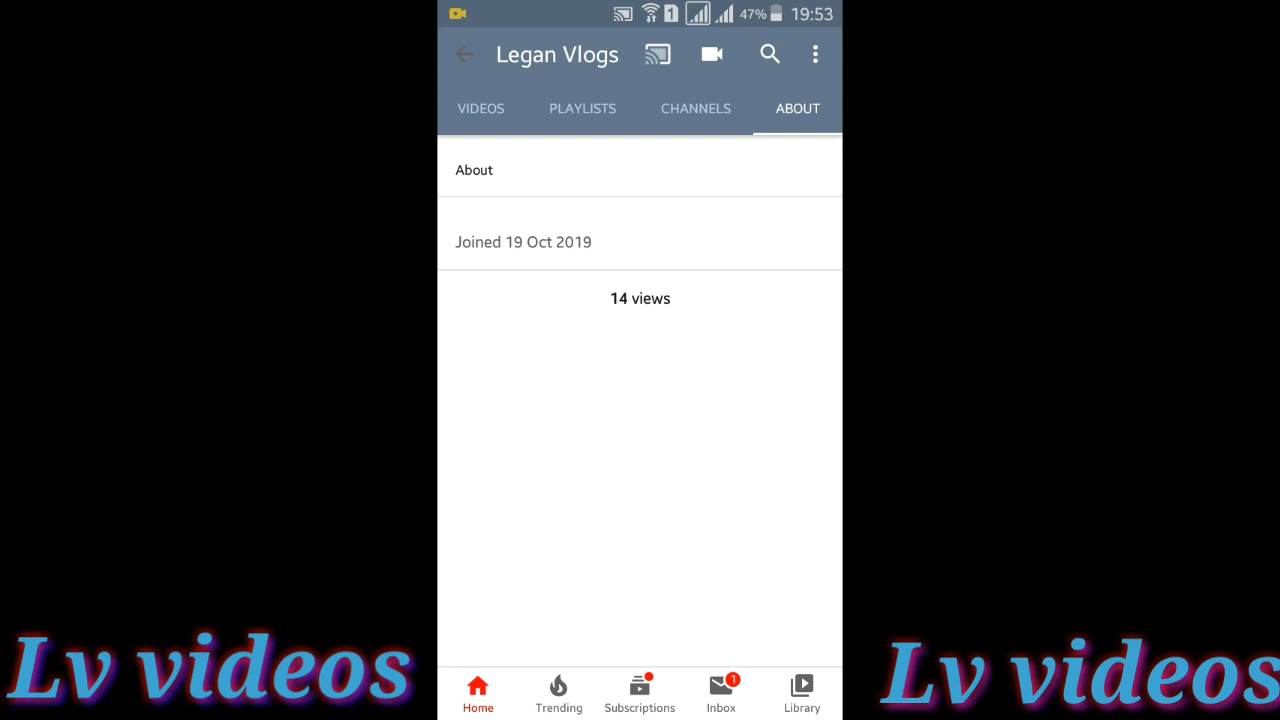 1 47% 19:53
Legan Vlogs
VIDEOS PLAYLISTS CHANNELS ABOUT
About
Joined 19 Oct 2019
14 views
Lv videos Lv videos
1
Home Trending Subscriptions Inbox Library